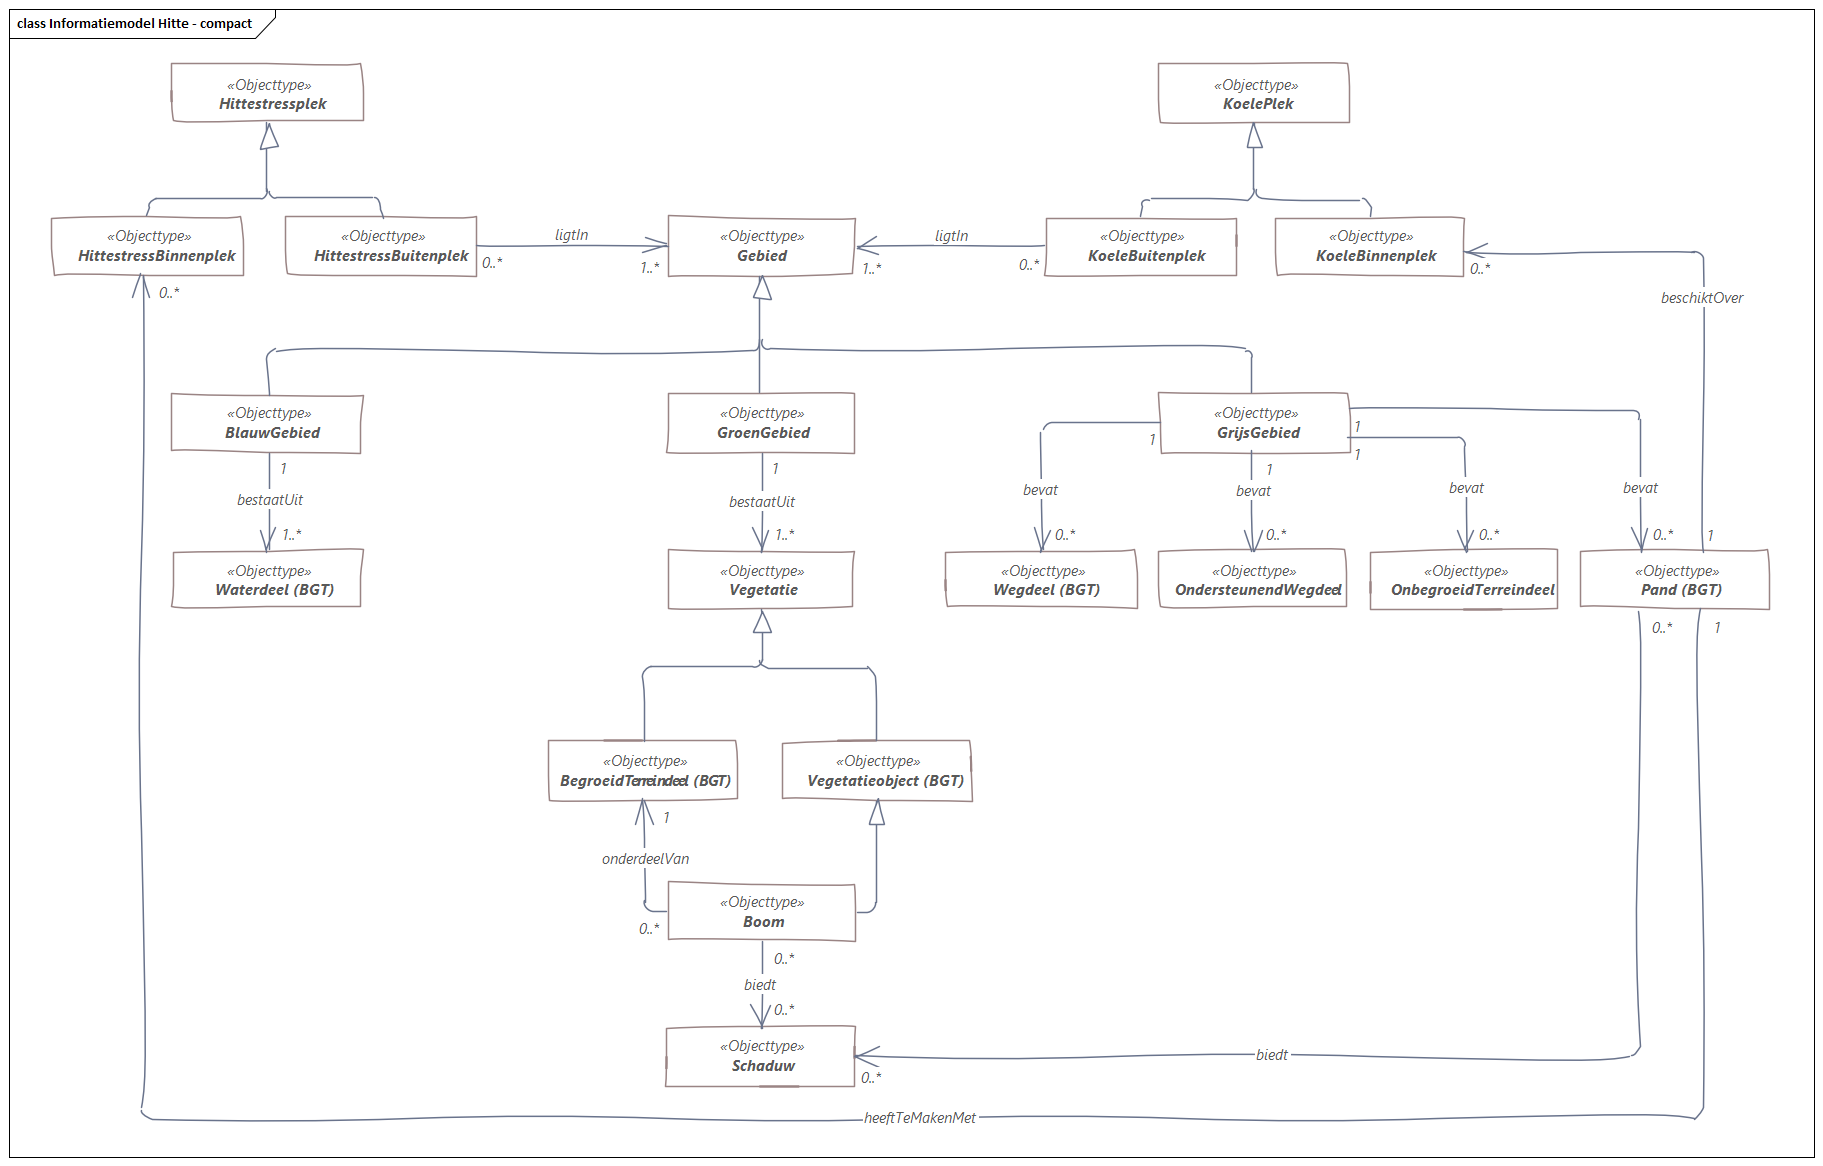 class Informatiemodel Hitte - compact
«Objecttype»
Hittestressplek
«Objecttype»
KoelePlek
«Objecttype»
HittestressBinnenplek
«Objecttype»
HittestressBuitenplek
ligtIn
0..*
1..*
«Objecttype»
Gebied
ligtIn
1..*
0..*
«Objecttype»
KoeleBuitenplek
«Objecttype»
KoeleBinnenplek
0..*
0..*
beschiktOver
«Objecttype»
BlauwGebied
«Objecttype»
GroenGebied
«Objecttype»
GrijsGebied
1
1
1
1
1
1
bestaatUit
bestaatUit
bevat
bevat
bevat
bevat
1..*
1..*
0..*
0..*
0..*
0..*
1
«Objecttype»
Waterdeel (BGT)
«Objecttype»
Vegetatie
«Objecttype»
Wegdeel (BGT)
«Objecttype»
OndersteunendWegdeel
«Objecttype»
OnbegroeidTerreindeel
«Objecttype»
Pand (BGT)
0..*
1
«Objecttype»
BegroeidTerreindeel (BGT)
«Objecttype»
Vegetatieobject (BGT)
1
onderdeelVan
0..*
«Objecttype»
Boom
0..*
biedt
0..*
«Objecttype»
Schaduw
biedt
0..*
heeftTeMakenMet